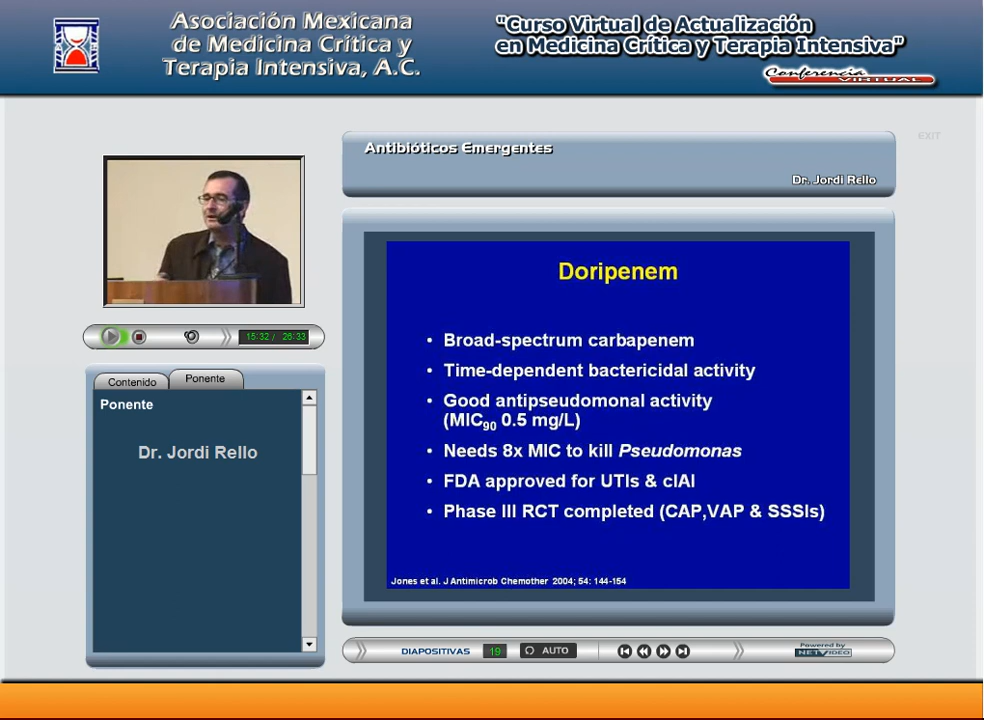 Asociación Mexicana
de Medicina Crítica y
Terapia Intensiva, A.C.
"Curso Virtual de Actualización
en Medicina Crítica y Terapia Intensiva"
Conferencia
VIRTUAL
EXIT
Antibióticos Emergentes
Dr. Jordi Rello
15:32 / 26:33
Contenido
Ponente
Ponente
Dr. Jordi Rello
Doripenem
• Broad-spectrum carbapenem
• Time-dependent bactericidal activity
• Good antipseudomonal activity
(MIC90 0.5 mg/L)
• Needs 8x MIC to kill Pseudomonas
• FDA approved for UTIs & cIAI
• Phase III RCT completed (CAP,VAP & SSSIs)
Jones et al. J Antimicrob Chemother 2004; 54: 144-154
DIAPOSITIVAS 19 AUTO
Powered by
NETVIDEO